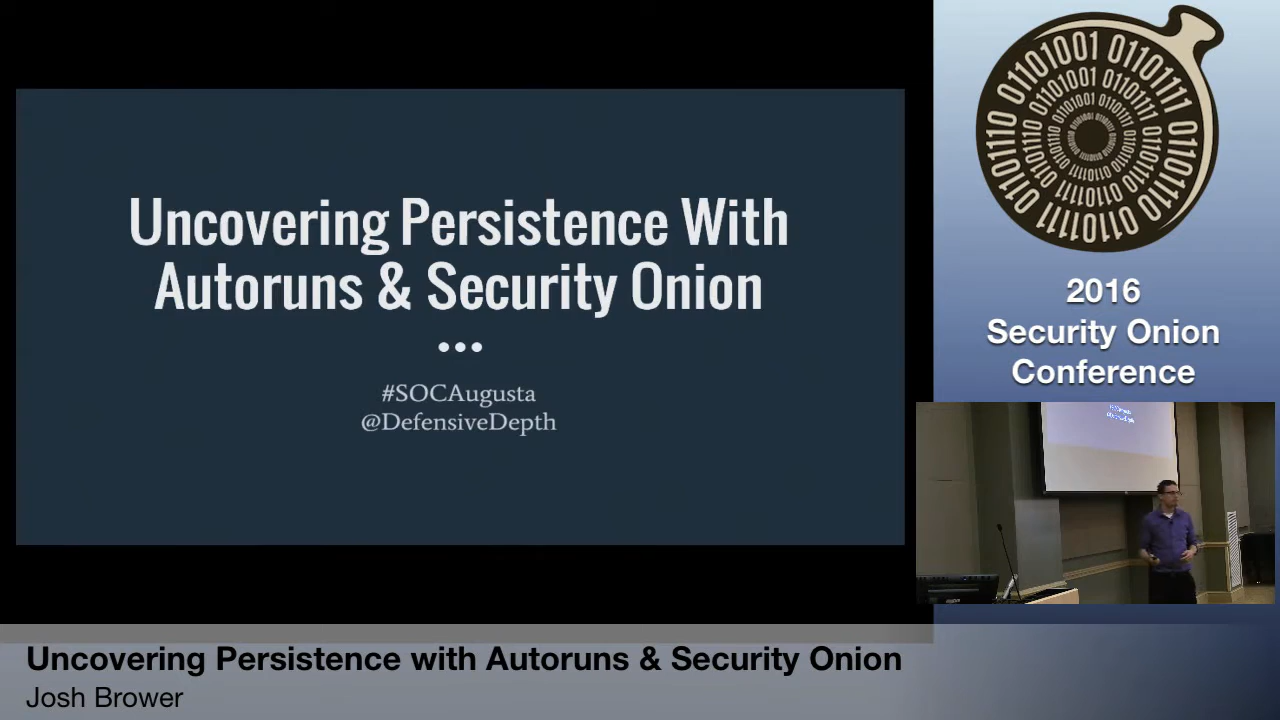 Uncovering Persistence With
Autoruns & Security Onion
#SOCAugusta
@DefensiveDepth
2016
Security Onion
Conference
Uncovering Persistence with Autoruns & Security Onion
Josh Brower